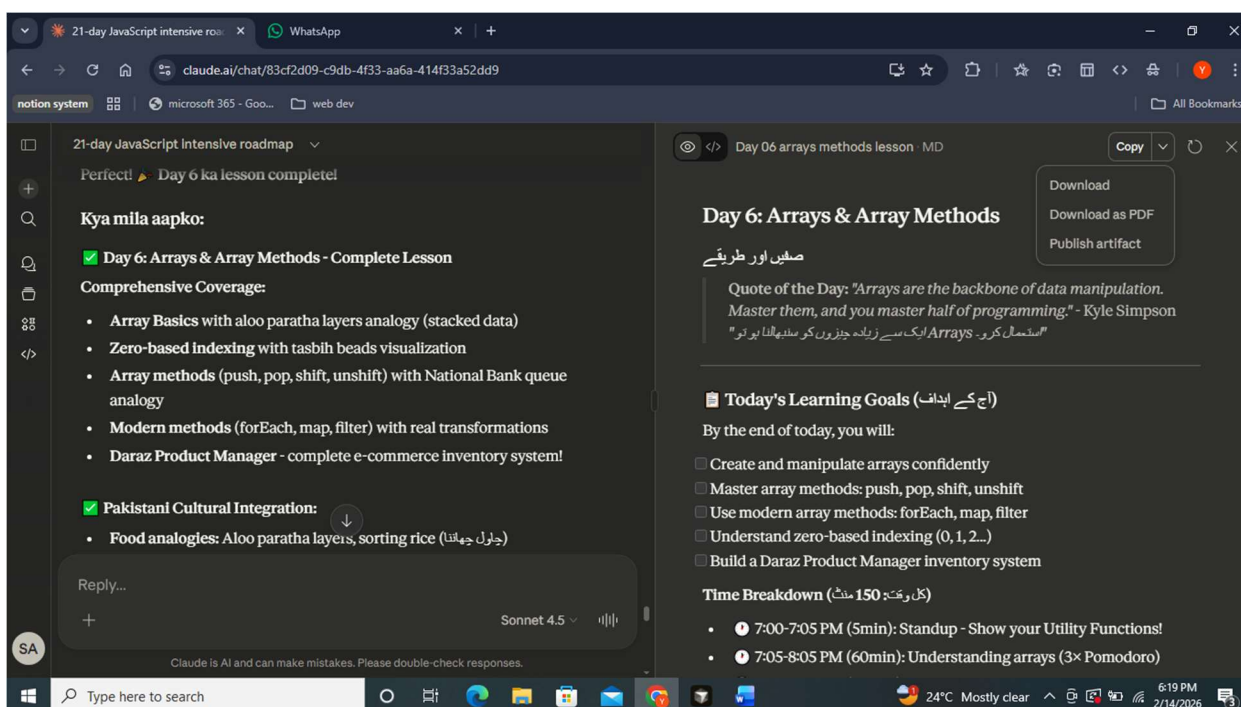 21-day JavaScript intensive roa
WhatsApp
claude.ai/chat/83cf2d09-c9db-4f33-aa6a-414f33a52dd9
notion system
microsoft 365 - Goo...
web dev
All Bookmarks
21-day JavaScript intensive roadmap
Perfect! 🎉 Day 6 ka lesson complete!
Kya mila aapko:
✅ Day 6: Arrays & Array Methods - Complete Lesson
Comprehensive Coverage:
• Array Basics with aloo paratha layers analogy (stacked data)
• Zero-based indexing with tasbih beads visualization
• Array methods (push, pop, shift, unshift) with National Bank queue
analogy
• Modern methods (forEach, map, filter) with real transformations
• Daraz Product Manager - complete e-commerce inventory system!
✅ Pakistani Cultural Integration:
• Food analogies: Aloo paratha layers, sorting rice (چاول چھاننا)
Reply...
Sonnet 4.5
SA
Claude is AI and can make mistakes. Please double-check responses.
Day 06 arrays methods lesson · MD
Copy
Download
Download as PDF
Publish artifact
Day 6: Arrays & Array Methods
صفیں اور طریقے
Quote of the Day: "Arrays are the backbone of data manipulation.
Master them, and you master half of programming." - Kyle Simpson
"ایک سے زیادہ چیزوں کو سنبھالنا ہو تو Arrays استعمال کرو۔"
📋 Today's Learning Goals (آج کے اہداف)
By the end of today, you will:
Create and manipulate arrays confidently
Master array methods: push, pop, shift, unshift
Use modern array methods: forEach, map, filter
Understand zero-based indexing (0, 1, 2...)
Build a Daraz Product Manager inventory system
Time Breakdown (کل وقت: 150 منٹ)
• 🕐 7:00-7:05 PM (5min): Standup - Show your Utility Functions!
• 🕐 7:05-8:05 PM (60min): Understanding arrays (3× Pomodoro)
Type here to search
24°C Mostly clear
6:19 PM
2/14/2026